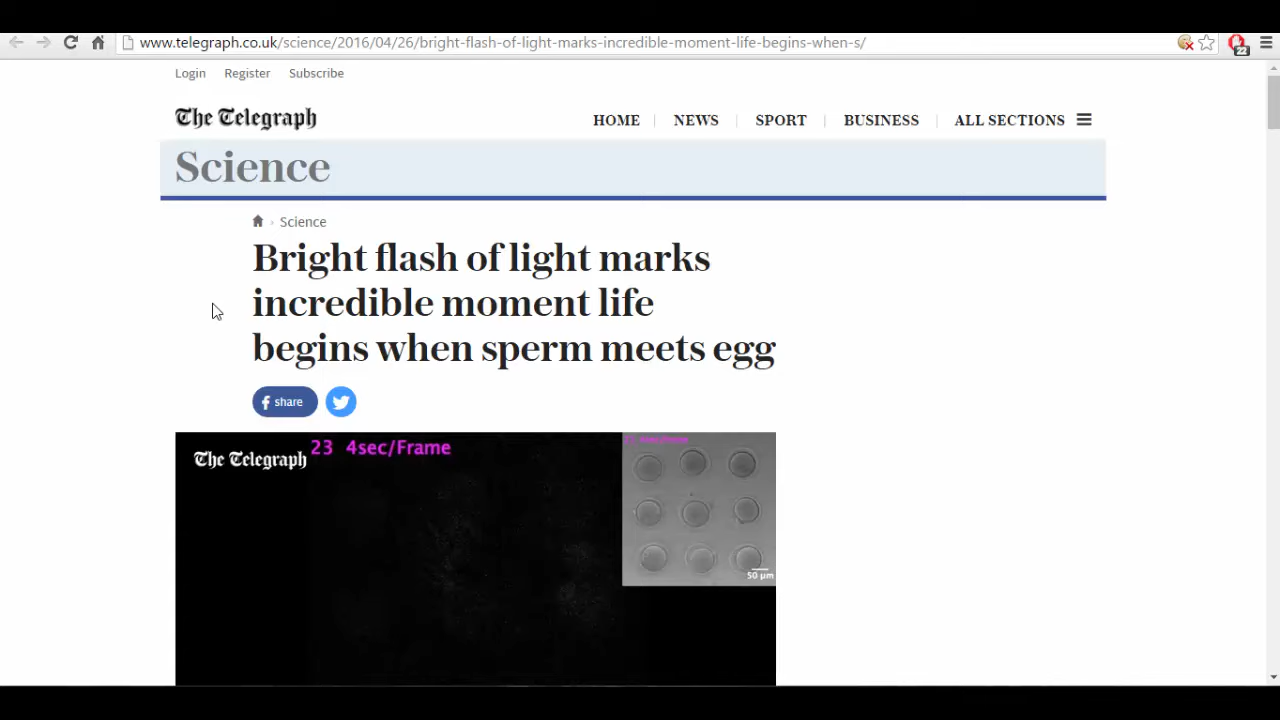 www.telegraph.co.uk/science/2016/04/26/bright-flash-of-light-marks-incredible-moment-life-begins-when-s/
22
Login Register Subscribe
The Telegraph
HOME NEWS SPORT BUSINESS ALL SECTIONS
Science
Science
Bright flash of light marks
incredible moment life
begins when sperm meets egg
share
The Telegraph
23 4sec/Frame
50 µm